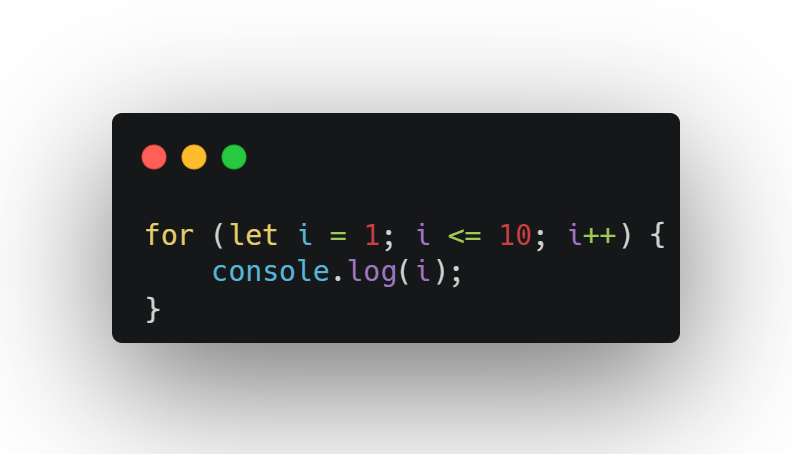 for (let i = 1; i <= 10; i++) {
    console.log(i);
}